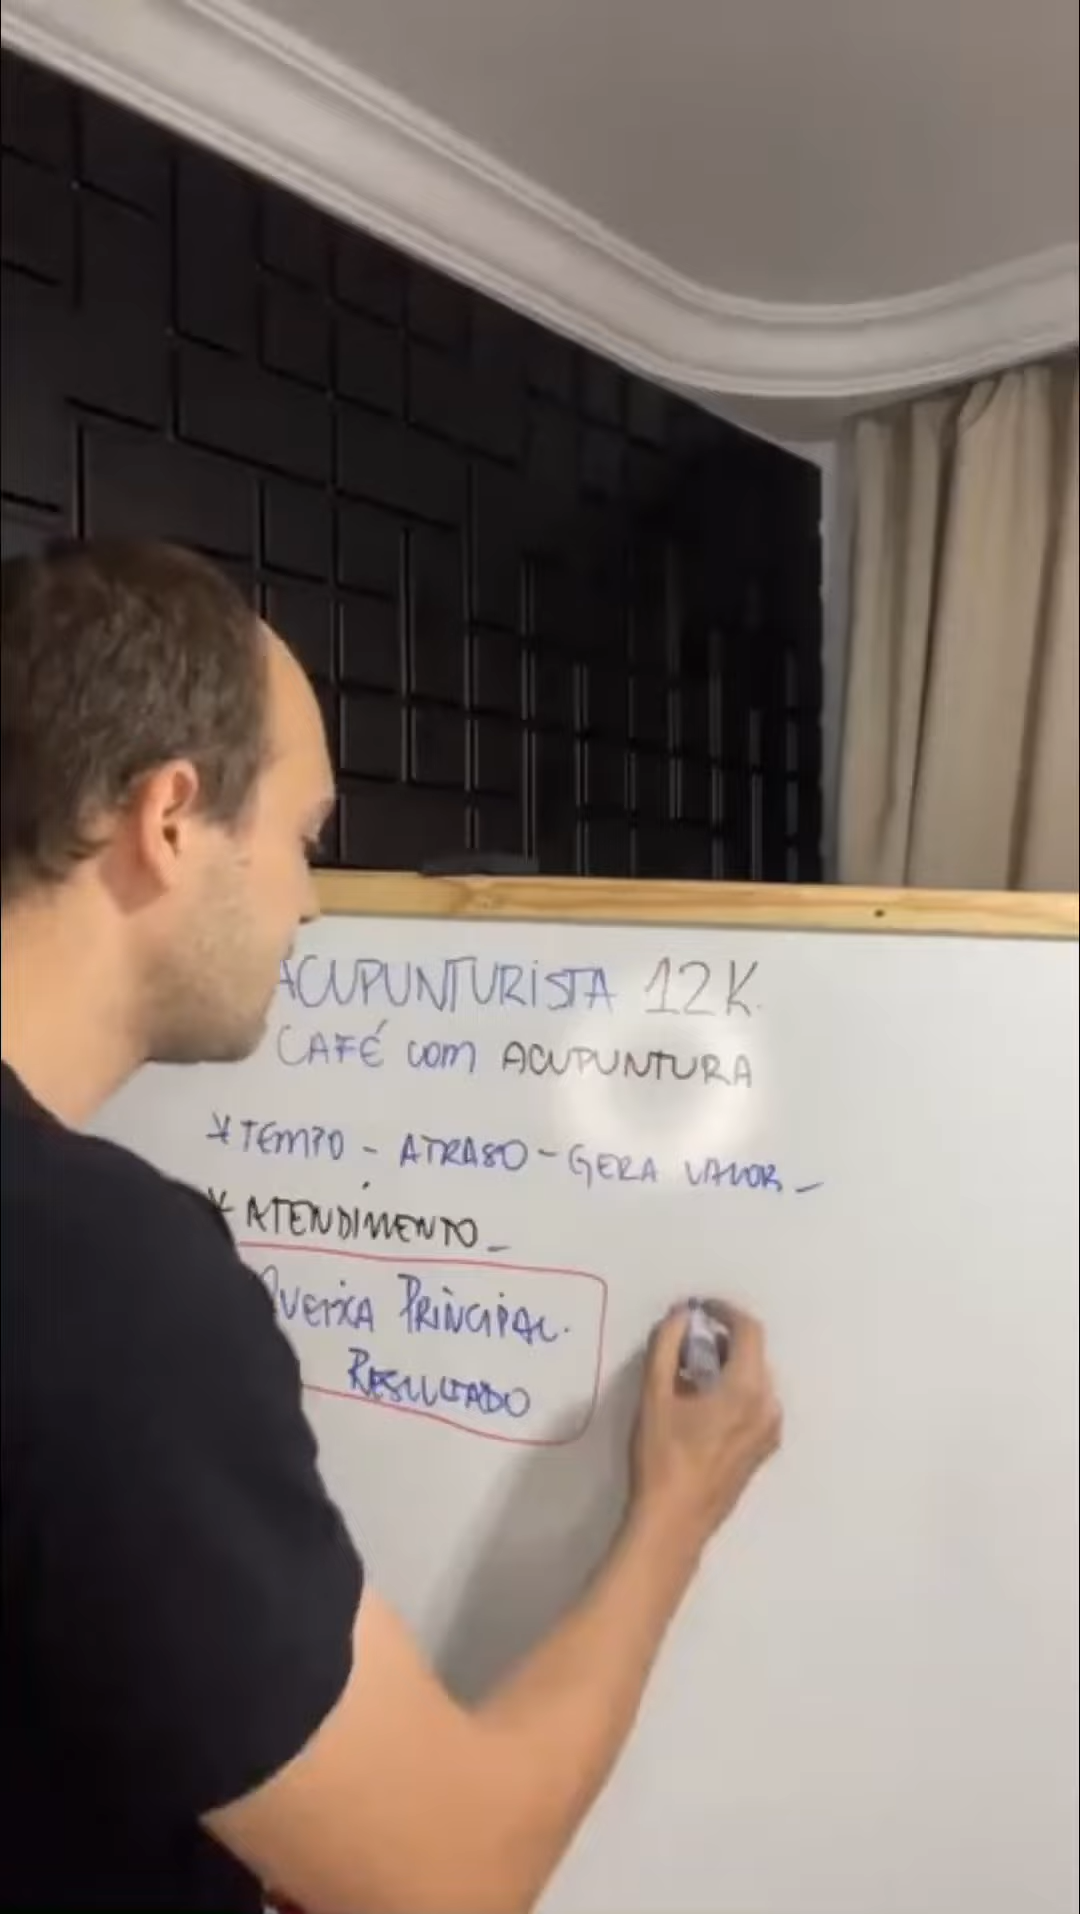 ACUPUNTURISTA 12K.
CAFÉ com ACUPUNTURA
* TEMPO - ATRASO - GERA VALOR -
* ATENDIMENTO -
QUEIXA PRINCIPAL.
RESULTADO